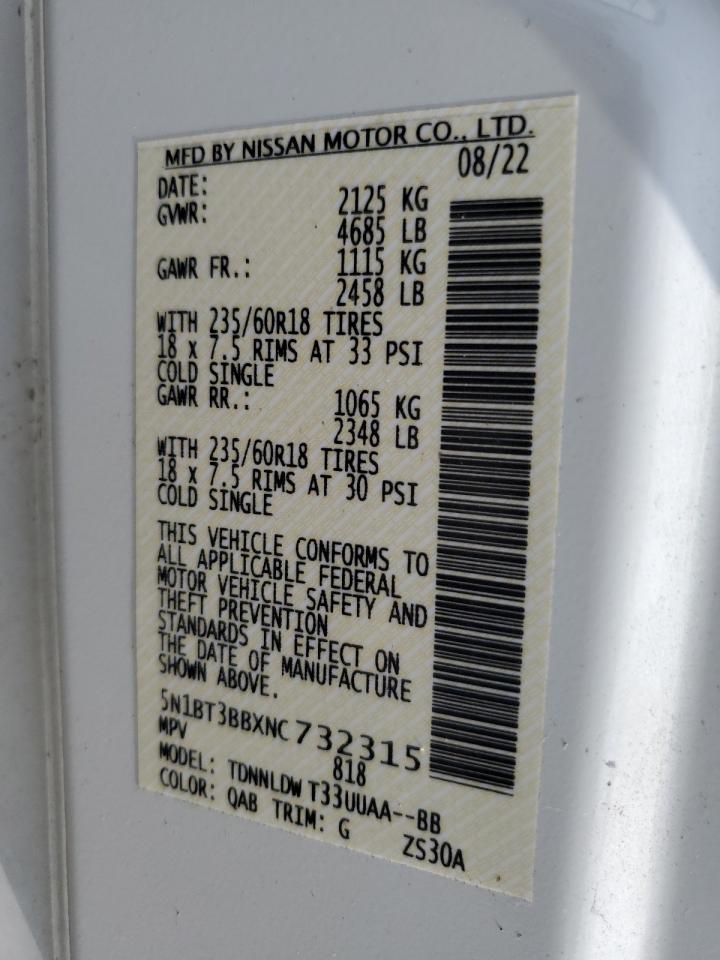 MFD BY NISSAN MOTOR CO., LTD.
DATE: 08/22
GVWR: 2125 KG
4685 LB
GAWR FR.: 1115 KG
2458 LB
WITH 235/60R18 TIRES
18 x 7.5 RIMS AT 33 PSI
COLD SINGLE
GAWR RR.: 1065 KG
2348 LB
WITH 235/60R18 TIRES
18 x 7.5 RIMS AT 30 PSI
COLD SINGLE
THIS VEHICLE CONFORMS TO
ALL APPLICABLE FEDERAL
MOTOR VEHICLE SAFETY AND
THEFT PREVENTION
STANDARDS IN EFFECT ON
THE DATE OF MANUFACTURE
SHOWN ABOVE.
5N1BT3BBXNC732315
MPV 818
MODEL: TDNNLDW T33UUAA--BB
COLOR: QAB TRIM: G ZS30A